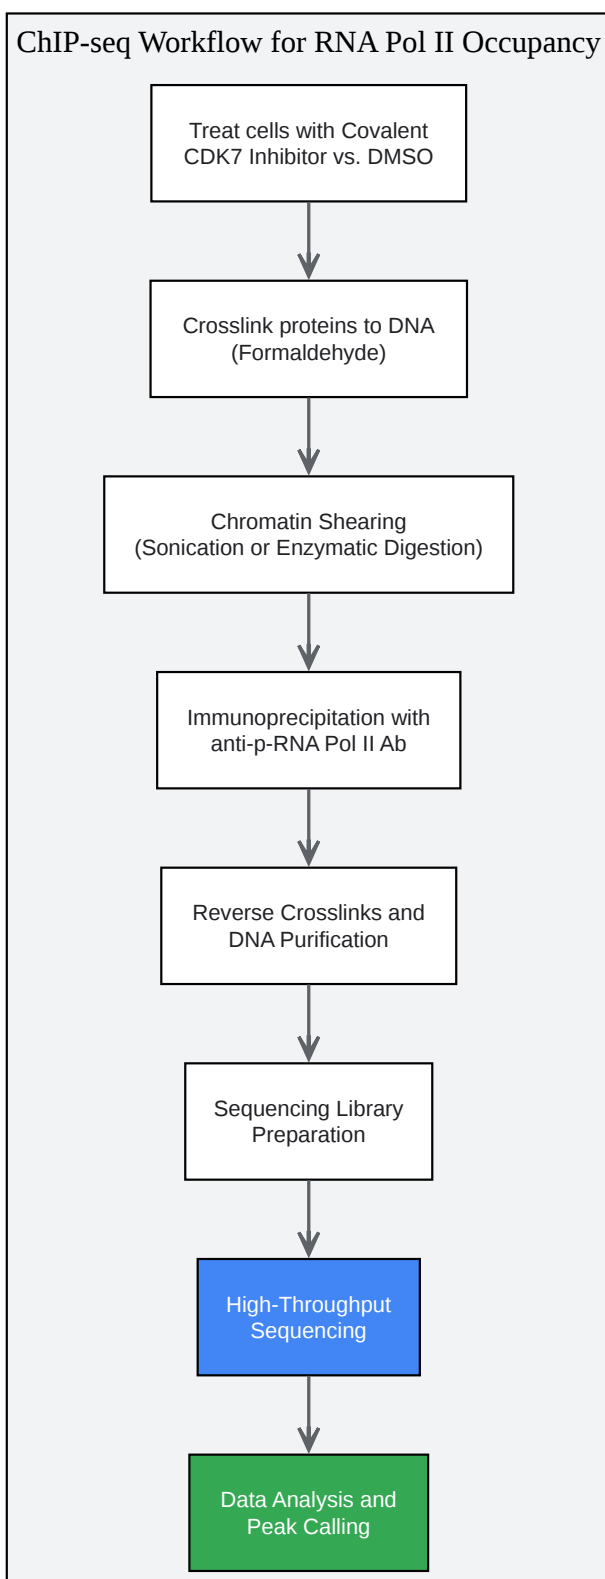 ChIP-seq Workflow for RNA Pol II Occupancy
Treat cells with Covalent
CDK7 Inhibitor vs. DMSO
Crosslink proteins to DNA
(Formaldehyde)
Chromatin Shearing
(Sonication or Enzymatic Digestion)
Immunoprecipitation with
anti-p-RNA Pol II Ab
Reverse Crosslinks and
DNA Purification
Sequencing Library
Preparation
High-Throughput
Sequencing
Data Analysis and
Peak Calling